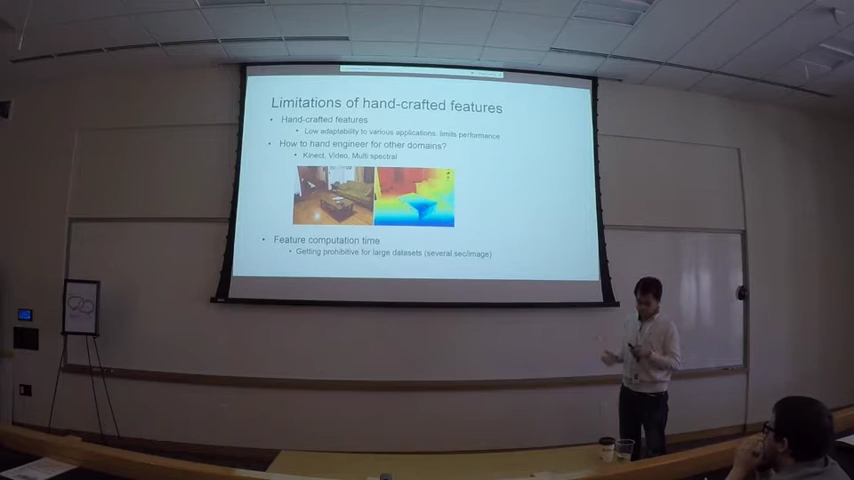 Limitations of hand-crafted features
• Hand-crafted features
• Low adaptability to various applications: limits performance
• How to hand engineer for other domains?
• Kinect, Video, Multi spectral
• Feature computation time
• Getting prohibitive for large datasets (several sec/image)